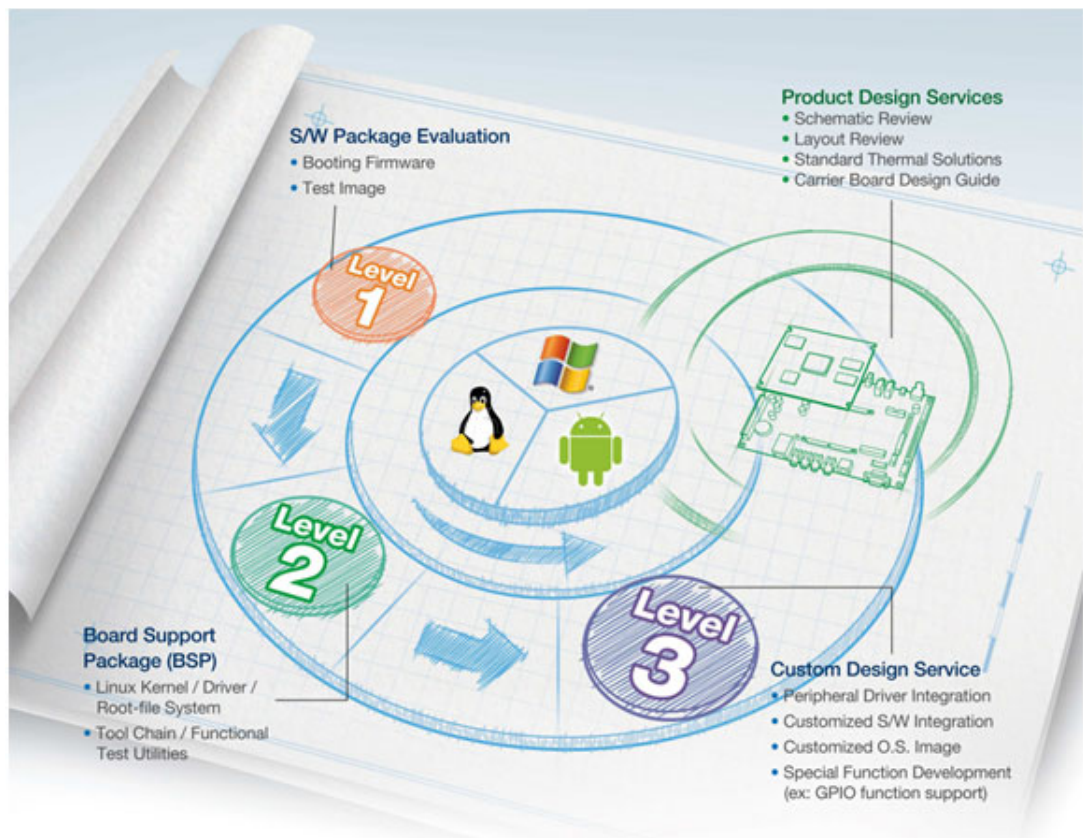 Product Design Services
• Schematic Review
• Layout Review
• Standard Thermal Solutions
• Carrier Board Design Guide
S/W Package Evaluation
• Booting Firmware
• Test Image
Level
1
Level
2
Level
3
Board Support
Package (BSP)
• Linux Kernel / Driver /
Root-file System
• Tool Chain / Functional
Test Utilities
Custom Design Service
• Peripheral Driver Integration
• Customized S/W Integration
• Customized O.S. Image
• Special Function Development
(ex: GPIO function support)